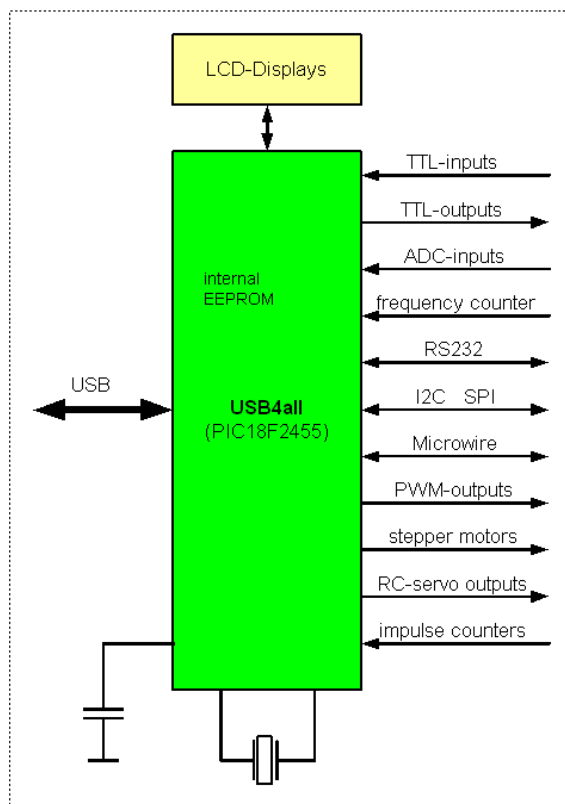 LCD-Displays
TTL-inputs
TTL-outputs
ADC-inputs
internal
EEPROM
frequency counter
RS232
USB
I2C SPI
USB4all
(PIC18F2455)
Microwire
PWM-outputs
stepper motors
RC-servo outputs
impulse counters